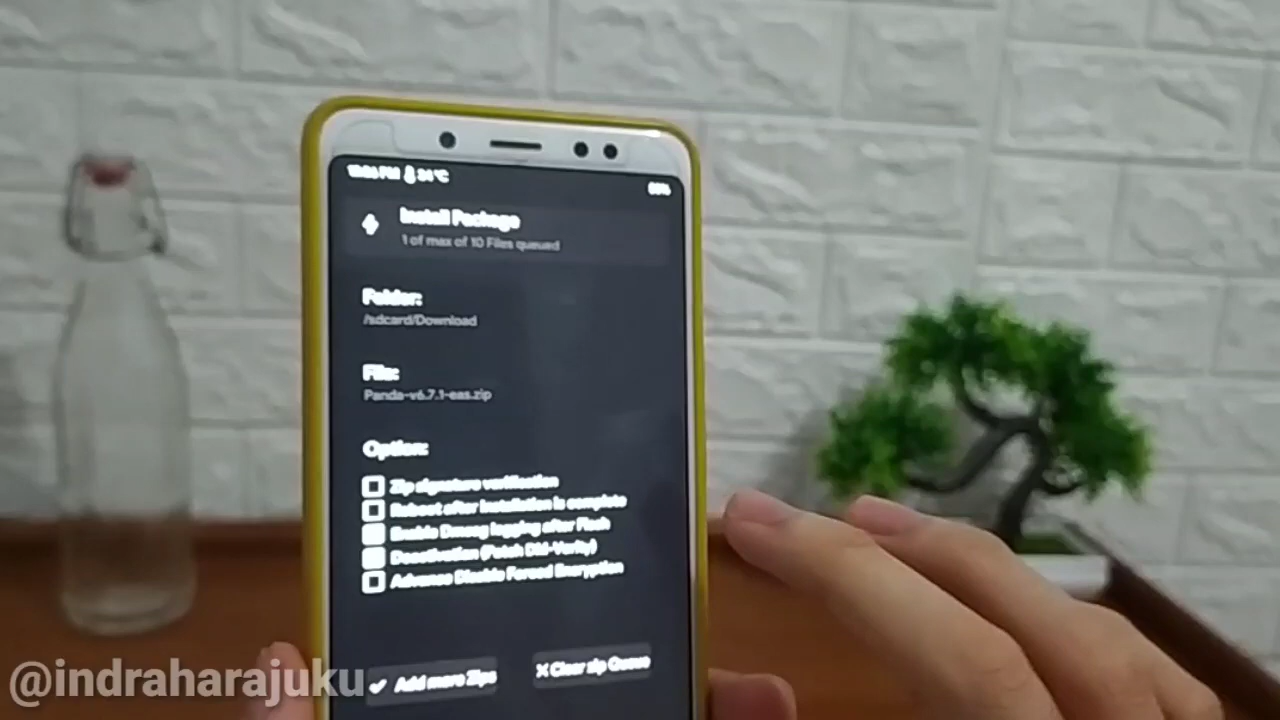 Install Package
1 of max of 10 Files queued
Folder:
/sdcard/Download
File:
Panda-v6.7.1-eas.zip
Option:
Zip signature verification
Reboot after installation is complete
Enable Dmesg logging after Flash
Deactivation (Patch DM-Verity)
Advance Disable Forced Encryption
Add more Zips
Clear zip Queue
@indraharajuku